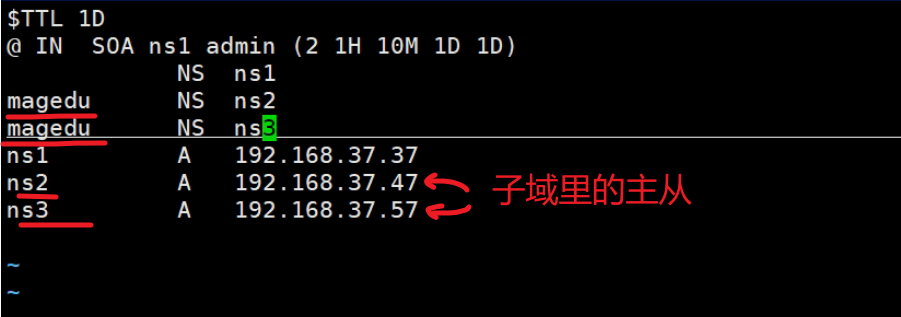 $TTL 1D
@ IN  SOA ns1 admin (2 1H 10M 1D 1D)
            NS  ns1
magedu      NS  ns2
magedu      NS  ns3
ns1         A   192.168.37.37
ns2         A   192.168.37.47 子域里的主从
ns3         A   192.168.37.57
~
~